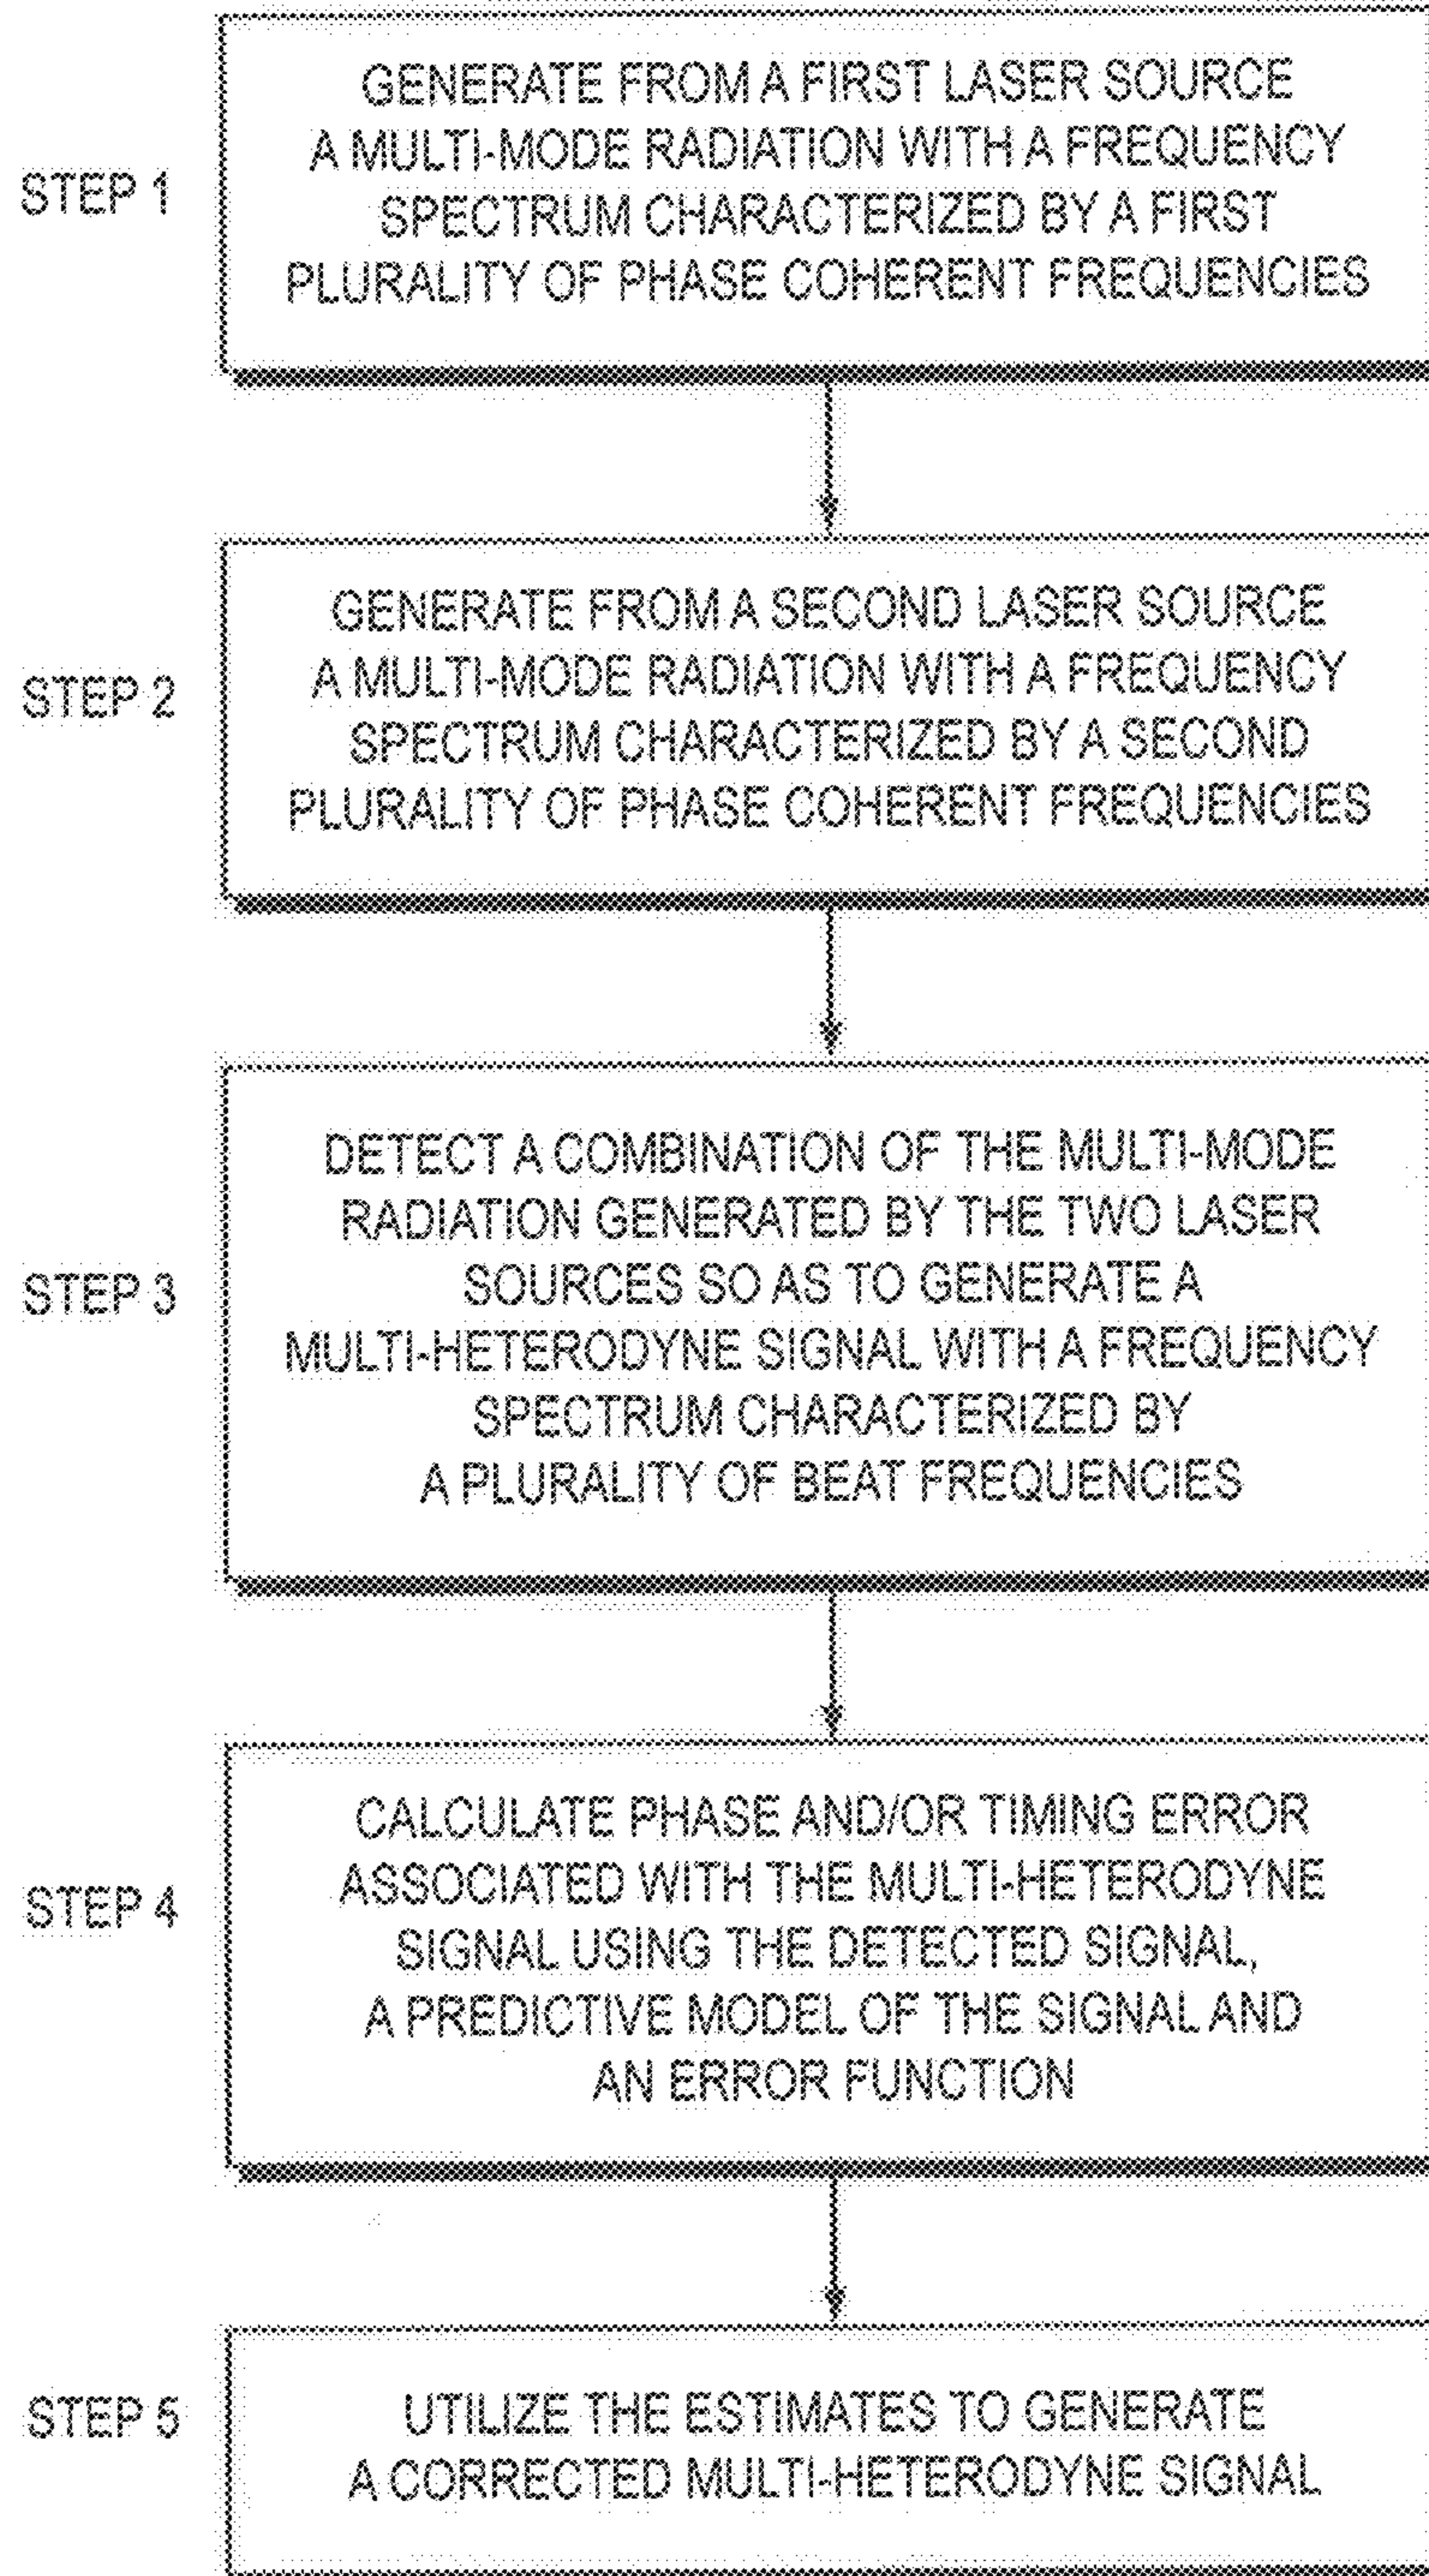 STEP 1
GENERATE FROM A FIRST LASER SOURCE
A MULTI-MODE RADIATION WITH A FREQUENCY
SPECTRUM CHARACTERIZED BY A FIRST
PLURALITY OF PHASE COHERENT FREQUENCIES
STEP 2
GENERATE FROM A SECOND LASER SOURCE
A MULTI-MODE RADIATION WITH A FREQUENCY
SPECTRUM CHARACTERIZED BY A SECOND
PLURALITY OF PHASE COHERENT FREQUENCIES
STEP 3
DETECT A COMBINATION OF THE MULTI-MODE
RADIATION GENERATED BY THE TWO LASER
SOURCES SO AS TO GENERATE A
MULTI-HETERODYNE SIGNAL WITH A FREQUENCY
SPECTRUM CHARACTERIZED BY
A PLURALITY OF BEAT FREQUENCIES
STEP 4
CALCULATE PHASE AND/OR TIMING ERROR
ASSOCIATED WITH THE MULTI-HETERODYNE
SIGNAL USING THE DETECTED SIGNAL,
A PREDICTIVE MODEL OF THE SIGNAL AND
AN ERROR FUNCTION
STEP 5
UTILIZE THE ESTIMATES TO GENERATE
A CORRECTED MULTI-HETERODYNE SIGNAL